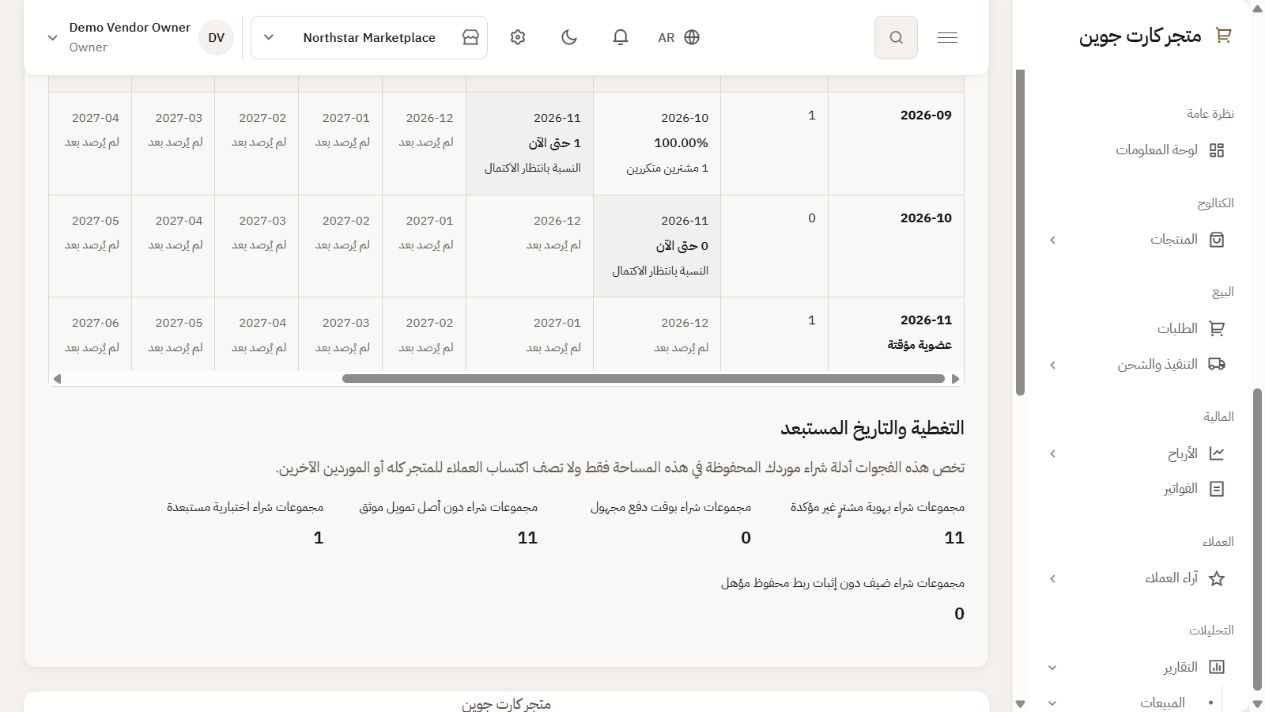 متجر كارت جوين
نظرة عامة
لوحة المعلومات
الكتالوج
المنتجات
البيع
الطلبات
التنفيذ والشحن
المالية
الأرباح
الفواتير
العملاء
آراء العملاء
التحليلات
التقارير
المبيعات
AR
Northstar Marketplace
DV
Demo Vendor Owner
Owner
2026-09 1 2026-10 2026-11 2026-12 2027-01 2027-02 2027-03 2027-04
100.00% 1 حتى الآن لم يُرصد بعد لم يُرصد بعد لم يُرصد بعد لم يُرصد بعد لم يُرصد بعد
1 مشترين متكررين النسبة بانتظار الاكتمال
2026-10 0 2026-11 2026-12 2027-01 2027-02 2027-03 2027-04 2027-05
0 حتى الآن لم يُرصد بعد لم يُرصد بعد لم يُرصد بعد لم يُرصد بعد لم يُرصد بعد لم يُرصد بعد
النسبة بانتظار الاكتمال
2026-11 1 2026-12 2027-01 2027-02 2027-03 2027-04 2027-05 2027-06
عضوية مؤقتة لم يُرصد بعد لم يُرصد بعد لم يُرصد بعد لم يُرصد بعد لم يُرصد بعد لم يُرصد بعد لم يُرصد بعد
التغطية والتاريخ المستبعد
تخص هذه الفجوات أدلة شراء موردك المحفوظة في هذه المساحة فقط ولا تصف اكتساب العملاء للمتجر كله أو الموردين الآخرين.
مجموعات شراء بهوية مشترٍ غير مؤكدة مجموعات شراء بوقت دفع مجهول مجموعات شراء دون أصل تمويل موثق مجموعات شراء اختبارية مستبعدة
11 0 11 1
مجموعات شراء ضيف دون إثبات ربط محفوظ مؤهل
0
متجر كارت جوين